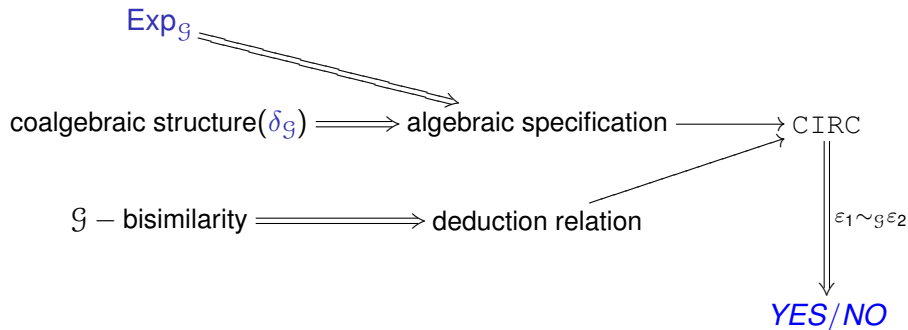 Exp𝒢
coalgebraic structure(δ𝒢) algebraic specification CIRC
𝒢 − bisimilarity deduction relation ε₁∼𝒢ε₂
YES/NO